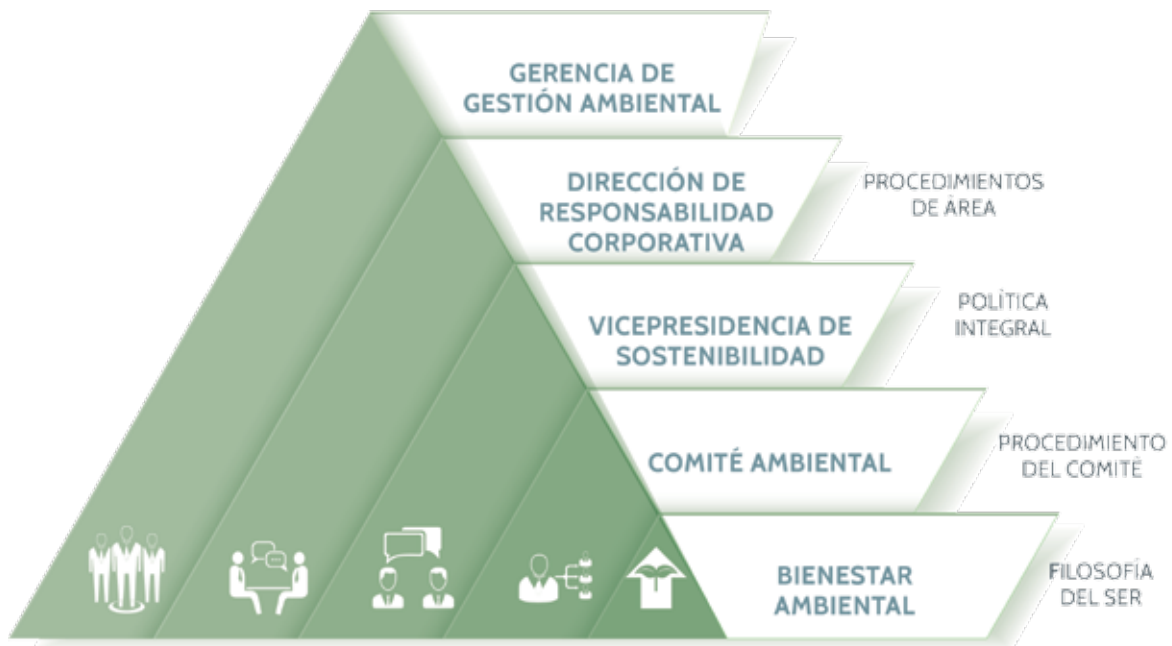 GERENCIA DE
GESTIÓN AMBIENTAL
DIRECCIÓN DE
RESPONSABILIDAD
CORPORATIVA
PROCEDIMIENTOS
DE ÁREA
VICEPRESIDENCIA DE
SOSTENIBILIDAD
POLÍTICA
INTEGRAL
COMITÉ AMBIENTAL
PROCEDIMIENTO
DEL COMITÉ
BIENESTAR
AMBIENTAL
FILOSOFÍA
DEL SER